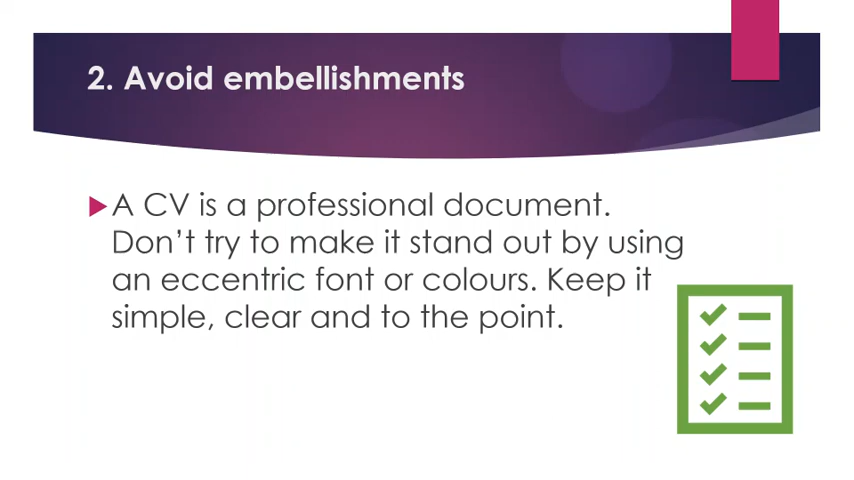 2. Avoid embellishments
A CV is a professional document.
Don't try to make it stand out by using
an eccentric font or colours. Keep it
simple, clear and to the point.